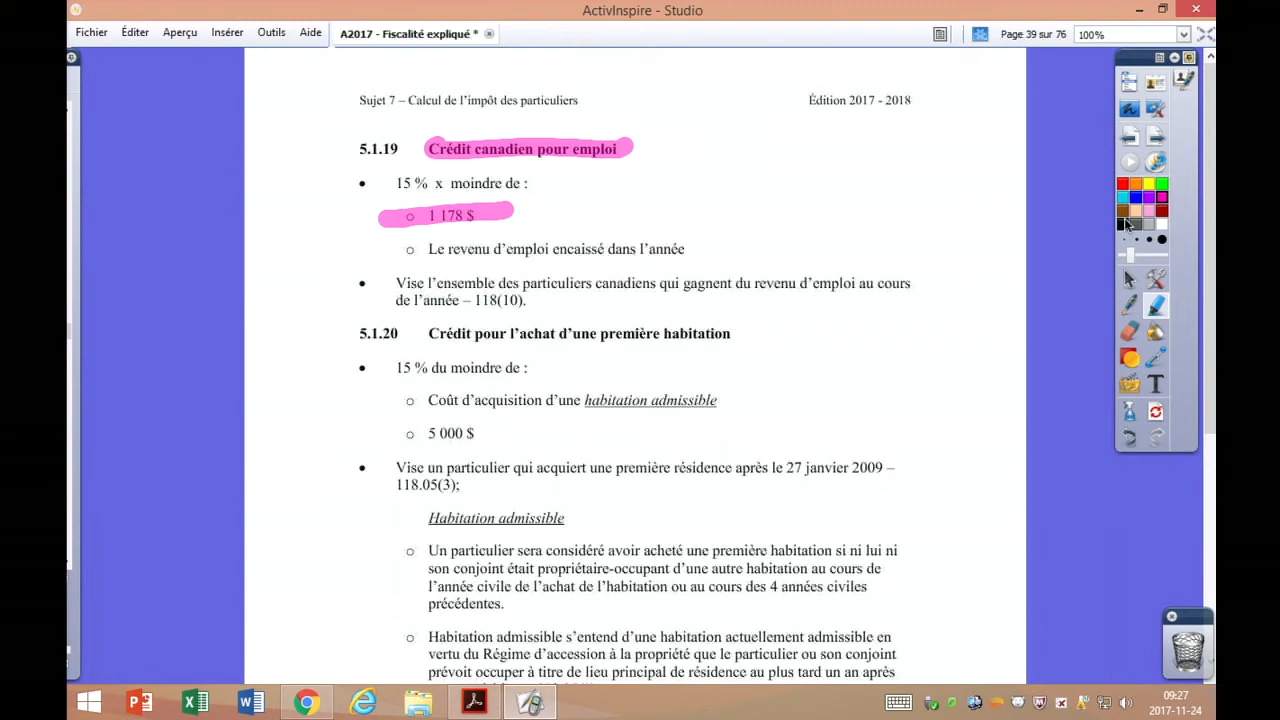 ActivInspire - Studio
Fichier Éditer Aperçu Insérer Outils Aide
A2017 - Fiscalité expliqué *
Page 39 sur 76
100%
Sujet 7 – Calcul de l'impôt des particuliers
Édition 2017 - 2018
5.1.19 Crédit canadien pour emploi
• 15 % x moindre de :
o 1 178 $
o Le revenu d'emploi encaissé dans l'année
• Vise l'ensemble des particuliers canadiens qui gagnent du revenu d'emploi au cours
de l'année – 118(10).
5.1.20 Crédit pour l'achat d'une première habitation
• 15 % du moindre de :
o Coût d'acquisition d'une habitation admissible
o 5 000 $
• Vise un particulier qui acquiert une première résidence après le 27 janvier 2009 –
118.05(3);
Habitation admissible
o Un particulier sera considéré avoir acheté une première habitation si ni lui ni
son conjoint était propriétaire-occupant d'une autre habitation au cours de
l'année civile de l'achat de l'habitation ou au cours des 4 années civiles
précédentes.
o Habitation admissible s'entend d'une habitation actuellement admissible en
vertu du Régime d'accession à la propriété que le particulier ou son conjoint
prévoit occuper à titre de lieu principal de résidence au plus tard un an après
09:27
2017-11-24